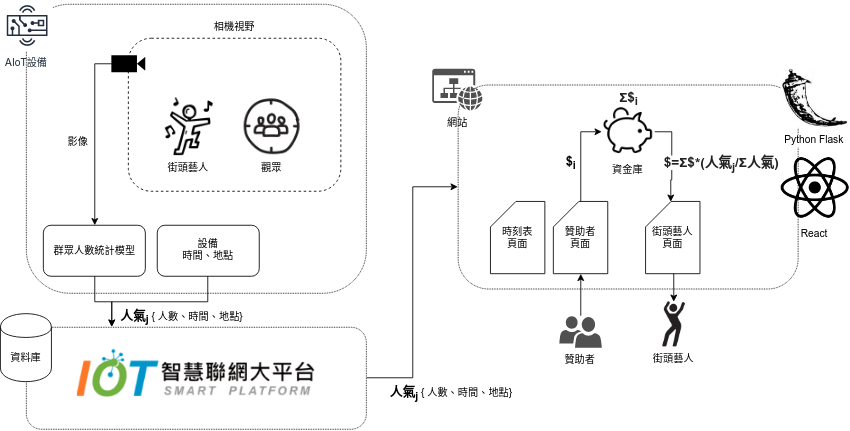 相機視野
AIoT設備
影像
街頭藝人
觀眾
群眾人數統計模型
設備
時間、地點
人氣j { 人數、時間、地點}
資料庫
IOT 智慧聯網大平台
SMART PLATFORM
人氣j { 人數、時間、地點}
網站
Σ$i
資金庫
$i
$=Σ$*(人氣j/Σ人氣)
Python Flask
React
時刻表
頁面
贊助者
頁面
街頭藝人
頁面
贊助者
街頭藝人